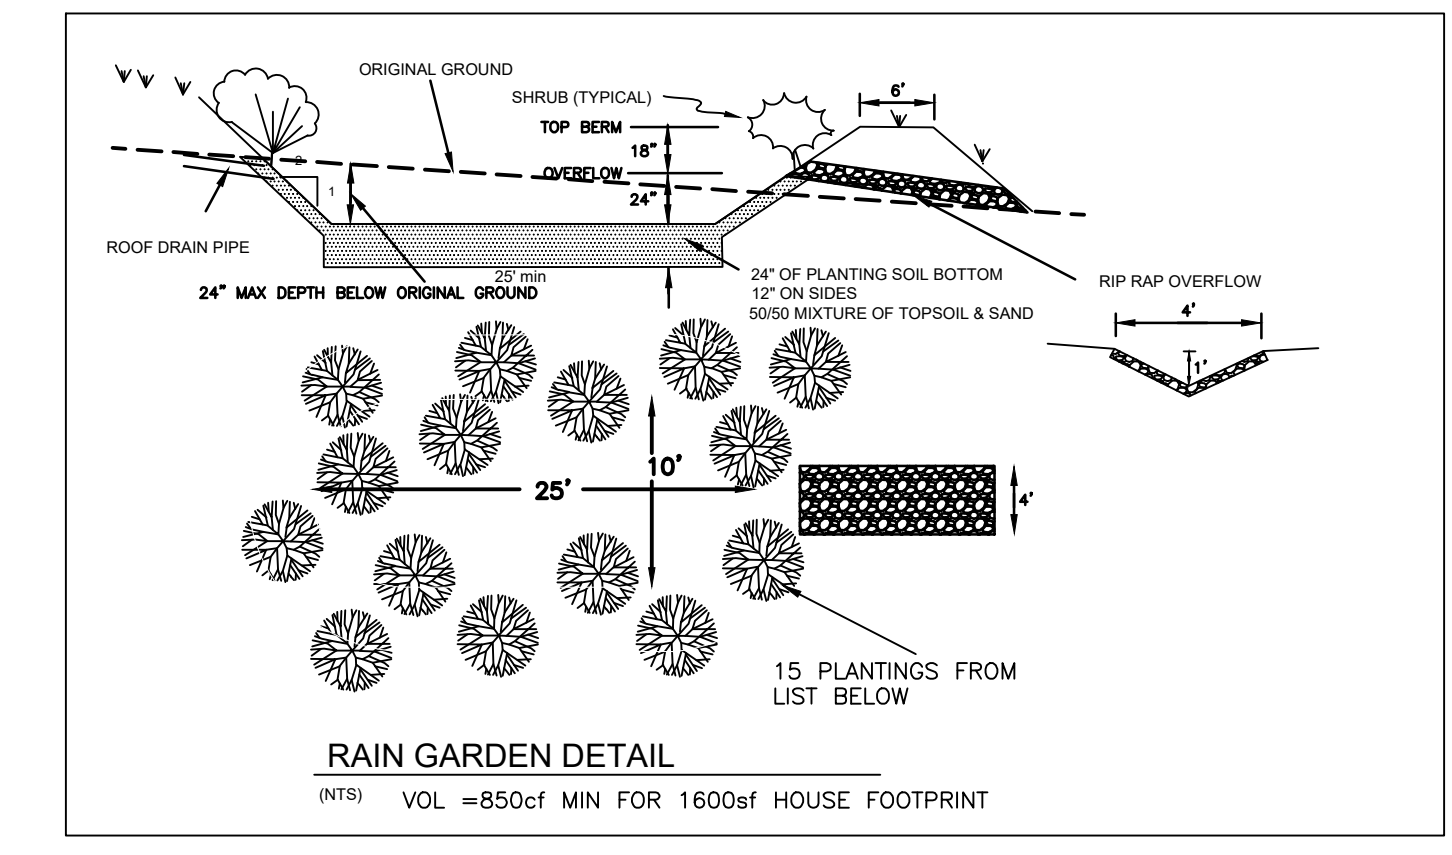 ORIGINAL GROUND
SHRUB (TYPICAL)
6'
TOP BERM
18"
OVERFLOW
2
1
24"
ROOF DRAIN PIPE
25' min
24" MAX DEPTH BELOW ORIGINAL GROUND
24" OF PLANTING SOIL BOTTOM
12" ON SIDES
50/50 MIXTURE OF TOPSOIL & SAND
RIP RAP OVERFLOW
4'
1'
10'
25'
4'
15 PLANTINGS FROM
LIST BELOW
RAIN GARDEN DETAIL
(NTS) VOL =850cf MIN FOR 1600sf HOUSE FOOTPRINT